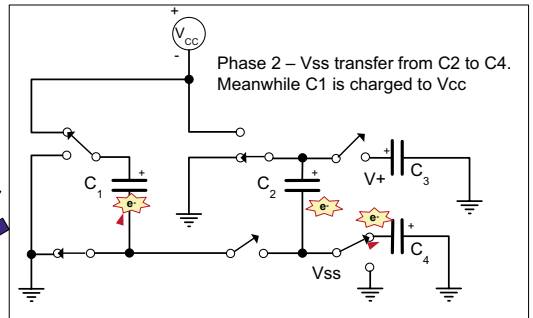 +
VCC
-
Phase 2 – Vss transfer from C2 to C4.
Meanwhile C1 is charged to Vcc
+
C1
e-
+
C2
e-
V+
+
C3
e-
+
C4
Vss